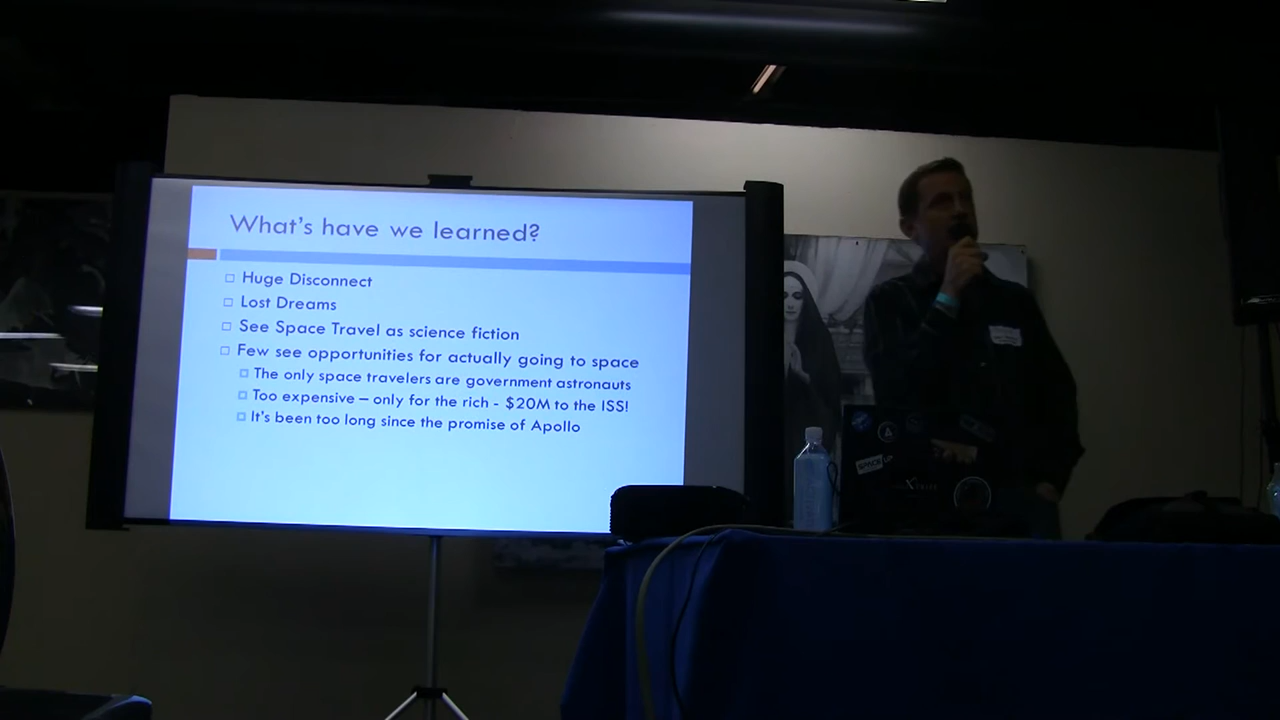 What's have we learned?
Huge Disconnect
Lost Dreams
See Space Travel as science fiction
Few see opportunities for actually going to space
The only space travelers are government astronauts
Too expensive – only for the rich - $20M to the ISS!
It's been too long since the promise of Apollo
SPACE